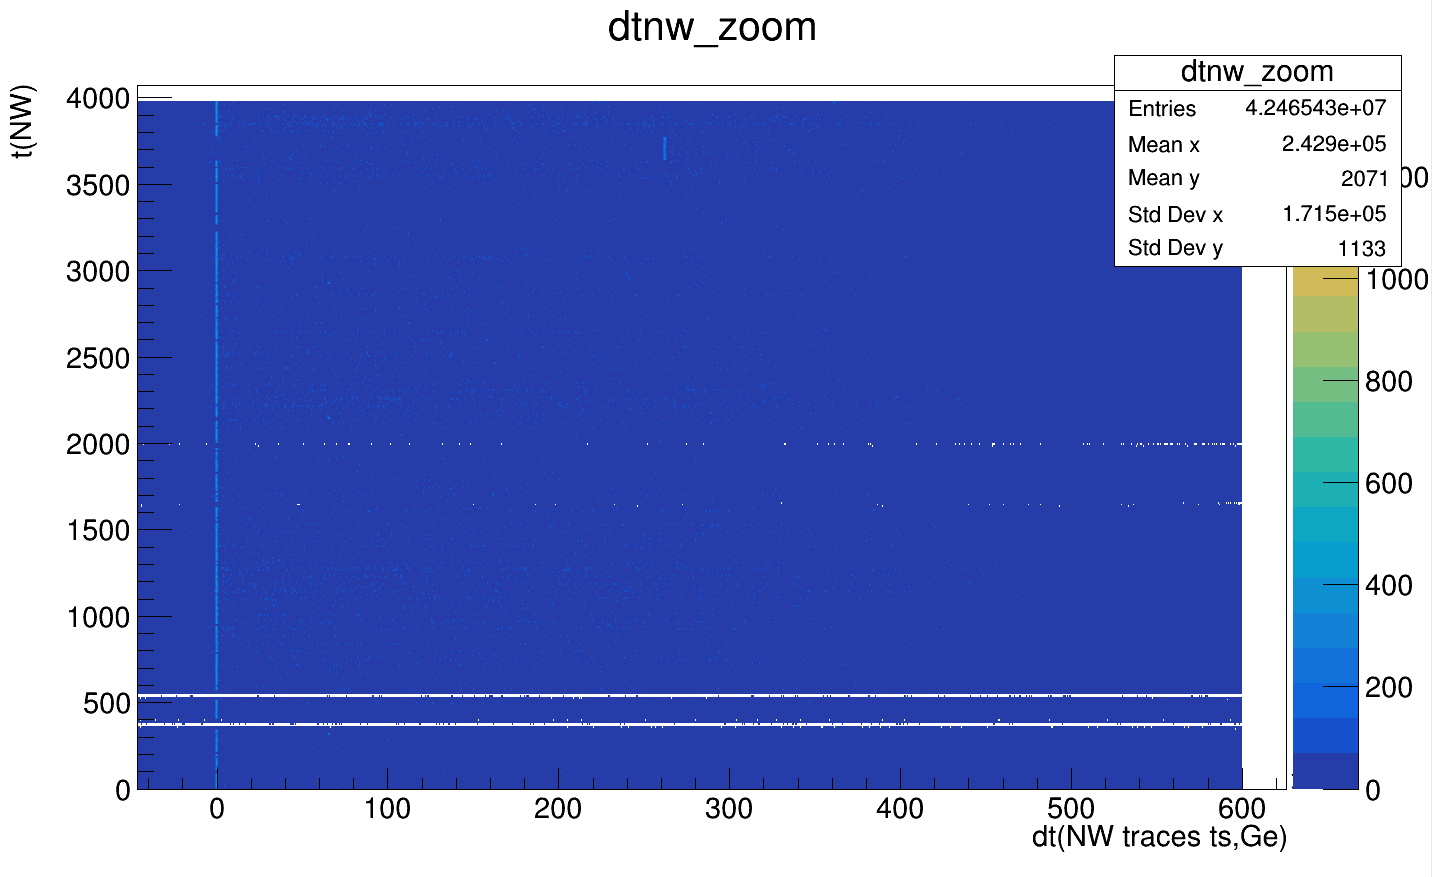 dtnw_zoom
dtnw_zoom
Entries 4.246543e+07
Mean x 2.429e+05
Mean y 2071
Std Dev x 1.715e+05
Std Dev y 1133
t(NW)
4000
3500
3000
2500
2000
1500
1000
500
0
0 100 200 300 400 500 600
dt(NW traces ts,Ge)
1000
800
600
400
200
0